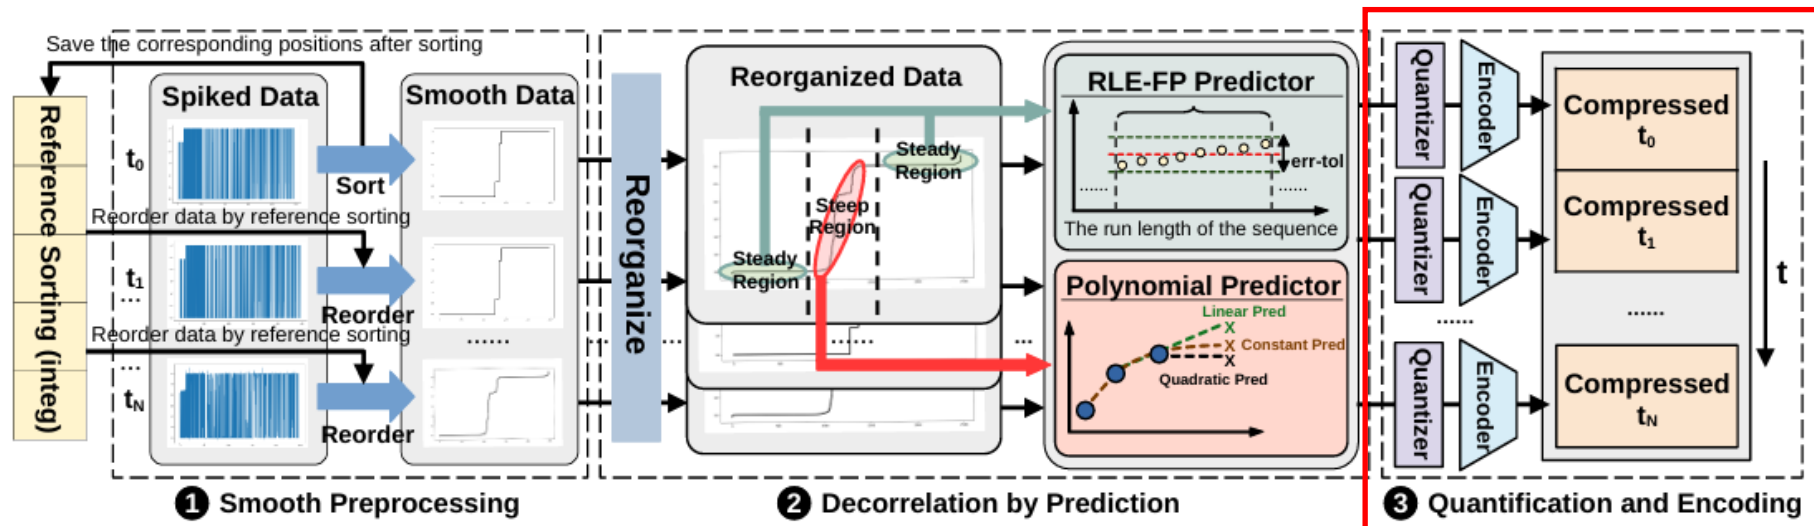 Save the corresponding positions after sorting
Reference Sorting (integ)
Spiked Data
Smooth Data
t0
Sort
Reorder data by reference sorting
t1
...
Reorder
Reorder data by reference sorting
...
......
tN
Reorder
1 Smooth Preprocessing
Reorganize
...
...
Reorganized Data
Steady
Region
Steep
Region
Steady
Region
......
...
RLE-FP Predictor
err-tol
......
......
The run length of the sequence
Polynomial Predictor
Linear Pred
X
X Constant Pred
X
Quadratic Pred
2 Decorrelation by Prediction
Quantizer
Encoder
Compressed
t0
Quantizer
Encoder
Compressed
t1
......
......
t
Quantizer
Encoder
Compressed
tN
3 Quantification and Encoding